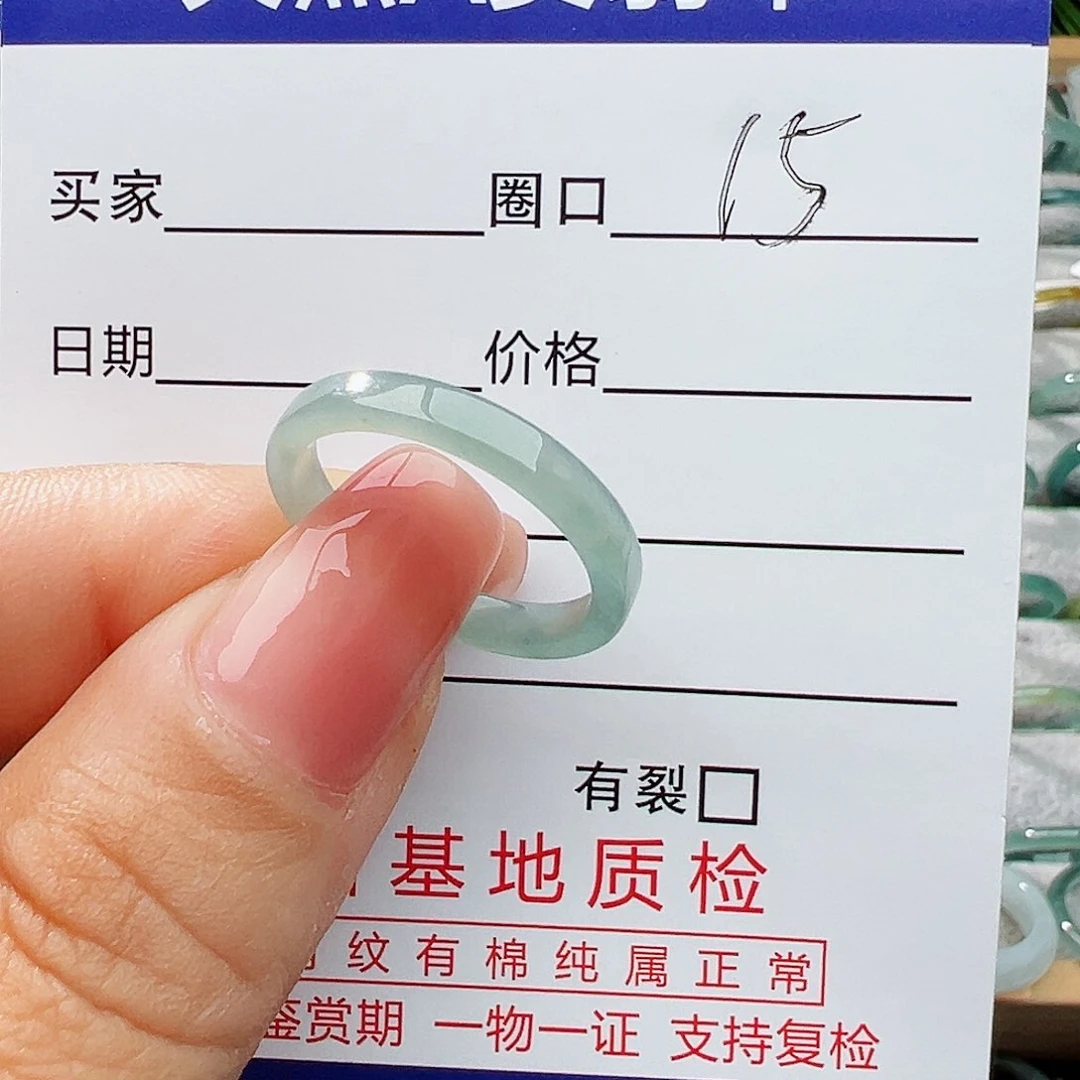 买家 圈口 15
日期 价格
有裂
基地质检
纹有棉纯属正常
鉴赏期 一物一证 支持复检